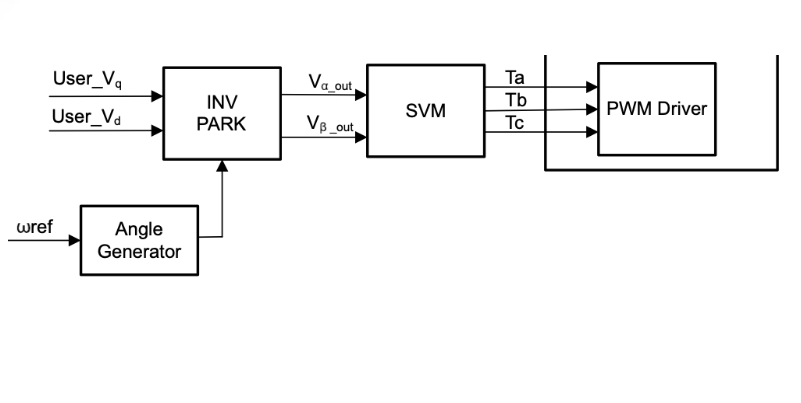 User_Vq
User_Vd
INV
PARK
Vα_out
Vβ_out
SVM
Ta
Tb
Tc
PWM Driver
ωref
Angle
Generator